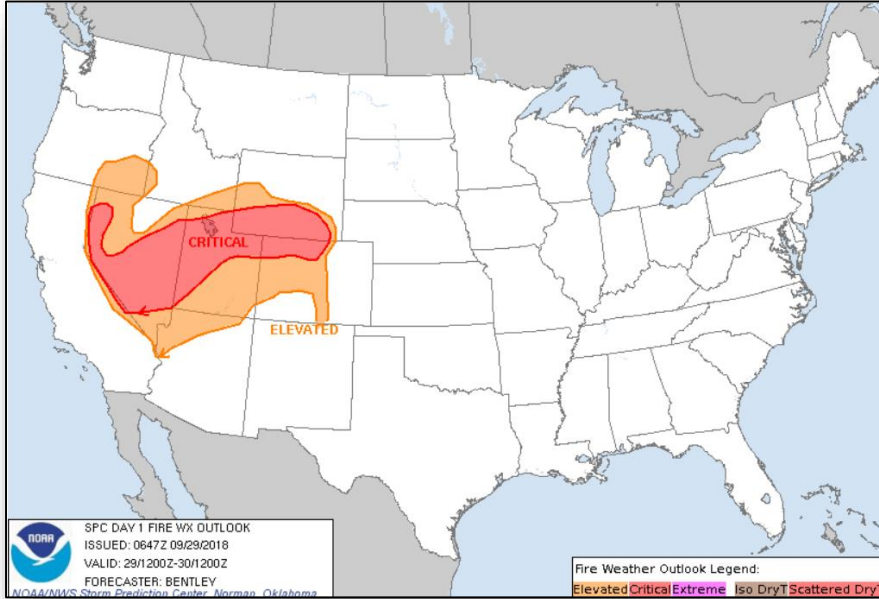 CRITICAL
ELEVATED
NOAA
SPC DAY 1 FIRE WX OUTLOOK
ISSUED: 0647Z 09/29/2018
VALID: 29/1200Z-30/1200Z
FORECASTER: BENTLEY
NOAA/NWS Storm Prediction Center, Norman, Oklahoma
Fire Weather Outlook Legend:
Elevated Critical Extreme Iso DryT Scattered DryT